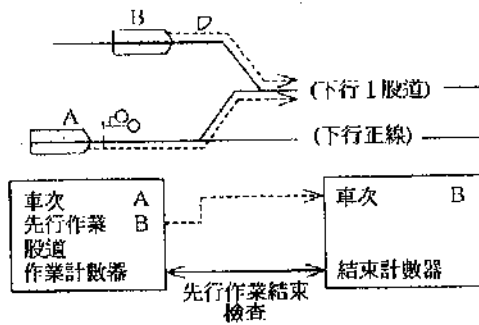 B
(下行1股道)
A
(下行正線)
車次 A
先行作業 B
股道
作業計數器
車次 B
結束計數器
先行作業結束
檢查